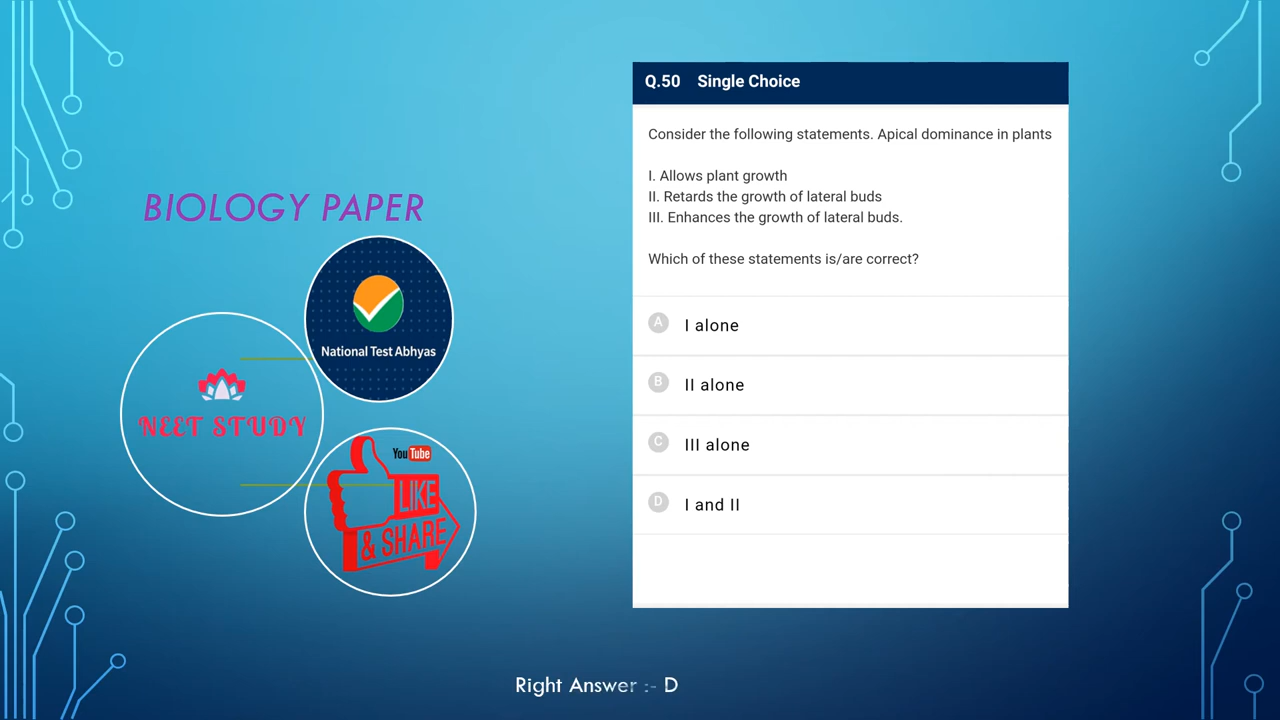 BIOLOGY PAPER
National Test Abhyas
NEET STUDY
YouTube
LIKE
& SHARE
Q.50 Single Choice
Consider the following statements. Apical dominance in plants
I. Allows plant growth
II. Retards the growth of lateral buds
III. Enhances the growth of lateral buds.
Which of these statements is/are correct?
A I alone
B II alone
C III alone
D I and II
Right Answer :- D